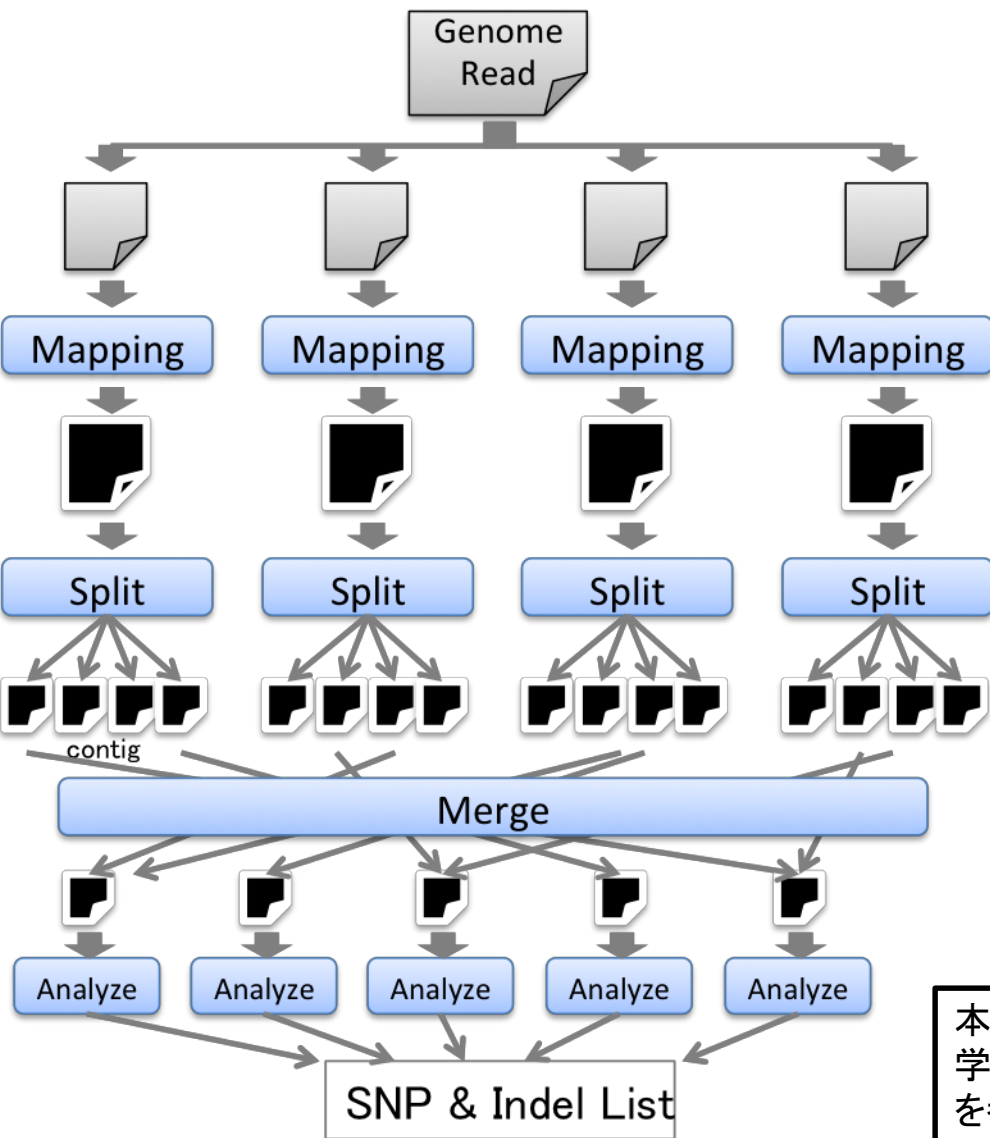 Genome
Read
Mapping Mapping Mapping Mapping
Split Split Split Split
contig
Merge
Analyze Analyze Analyze Analyze Analyze
SNP & Indel List
本
学
を